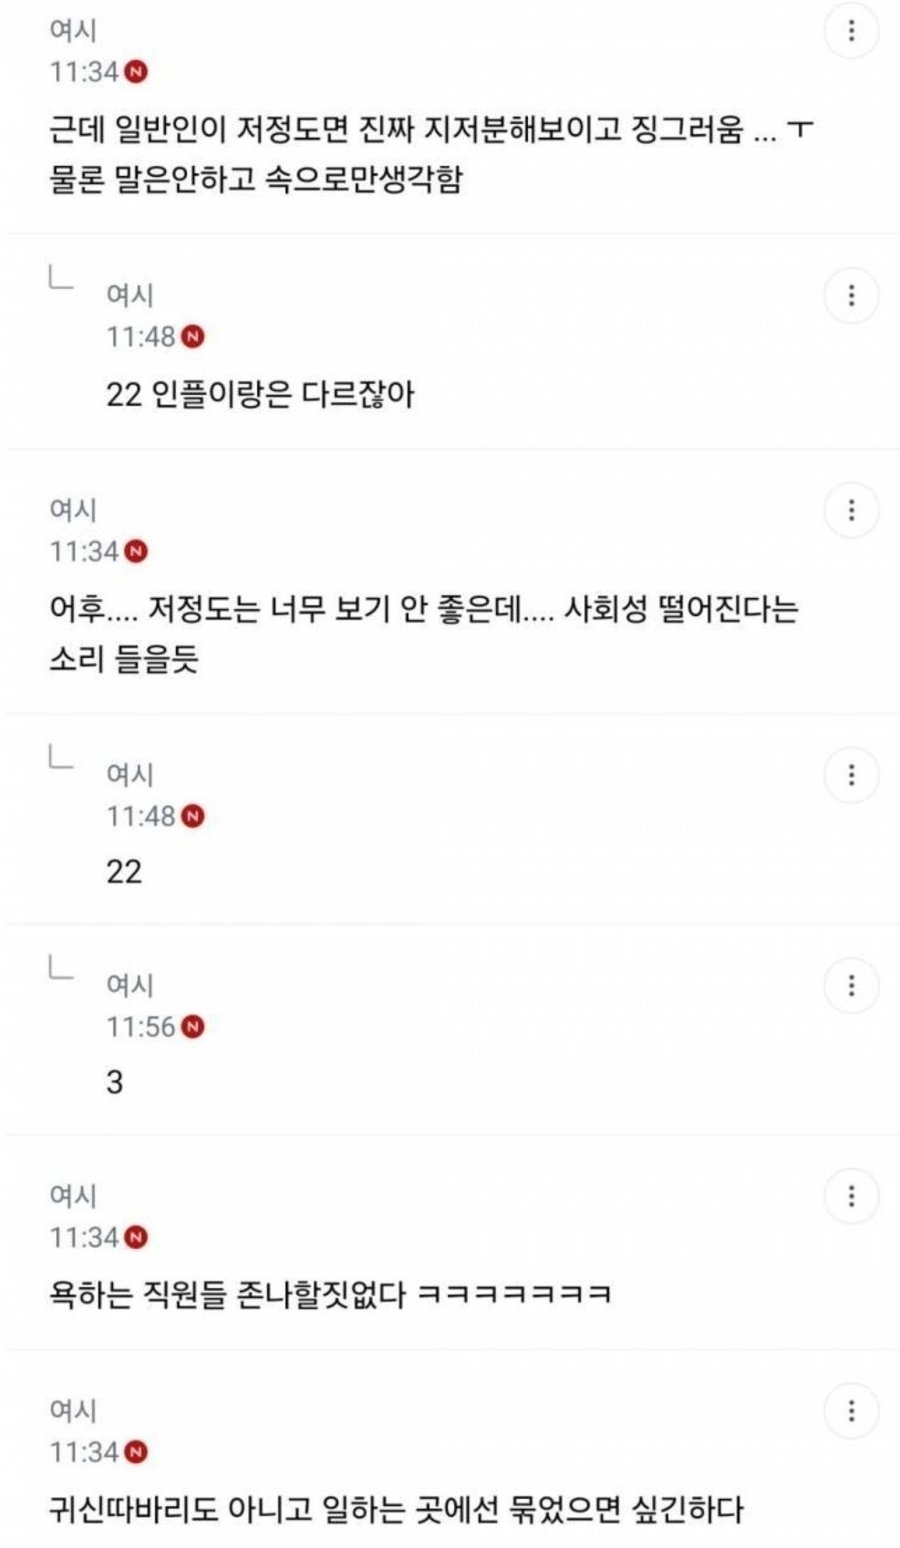 여시
11:34 N
근데 일반인이 저정도면 진짜 지저분해보이고 징그러움 ... ㅜ
물론 말은안하고 속으로만생각함
여시
11:48 N
22 인플이랑은 다르잖아
여시
11:34 N
어후.... 저정도는 너무 보기 안 좋은데.... 사회성 떨어진다는
소리 들을듯
여시
11:48 N
22
여시
11:56 N
3
여시
11:34 N
욕하는 직원들 존나할짓없다 ㅋㅋㅋㅋㅋㅋㅋ
여시
11:34 N
귀신따바리도 아니고 일하는 곳에선 묶었으면 싶긴하다